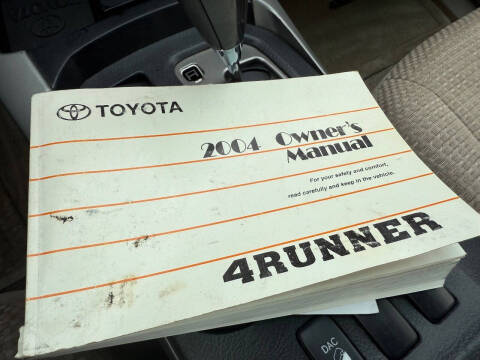 TOYOTA
2004 Owner's
Manual
For your safety and comfort,
read carefully and keep in the vehicle.
4RUNNER
DAC